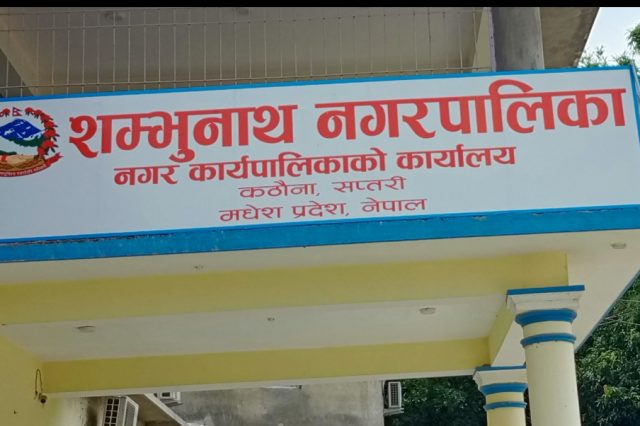 शम्भुनाथ नगरपालिका
नगर कार्यपालिकाको कार्यालय
कठौना, सप्तरी
मधेश प्रदेश, नेपाल